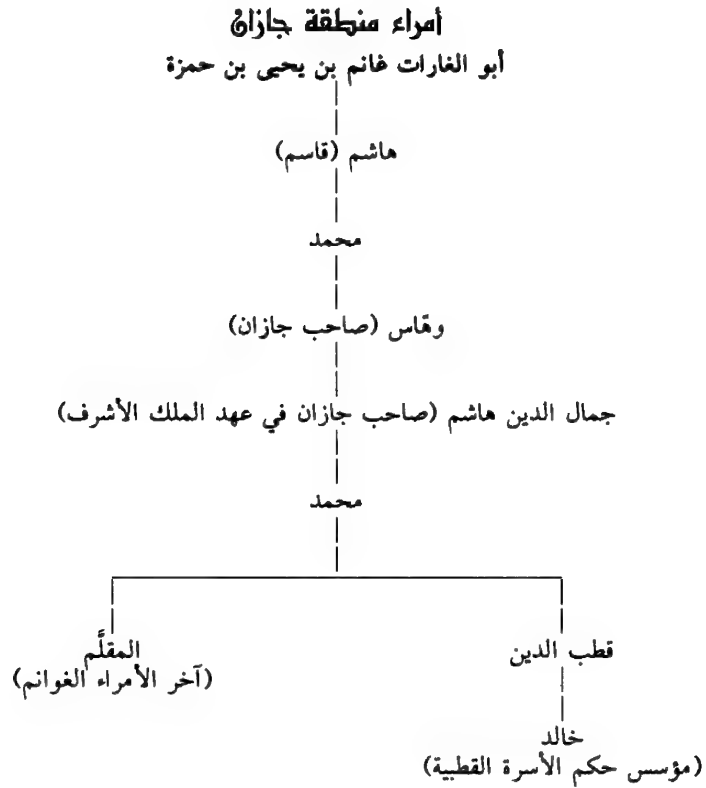 أمراء منطقة جازان
أبو الغارات غانم بن يحيى بن حمزة
هاشم (قاسم)
محمد
وهّاس (صاحب جازان)
جمال الدين هاشم (صاحب جازان في عهد الملك الأشرف)
محمد
قطب الدين
المقلَّم
(آخر الأمراء الغوانم)
خالد
(مؤسس حكم الأسرة القطبية)